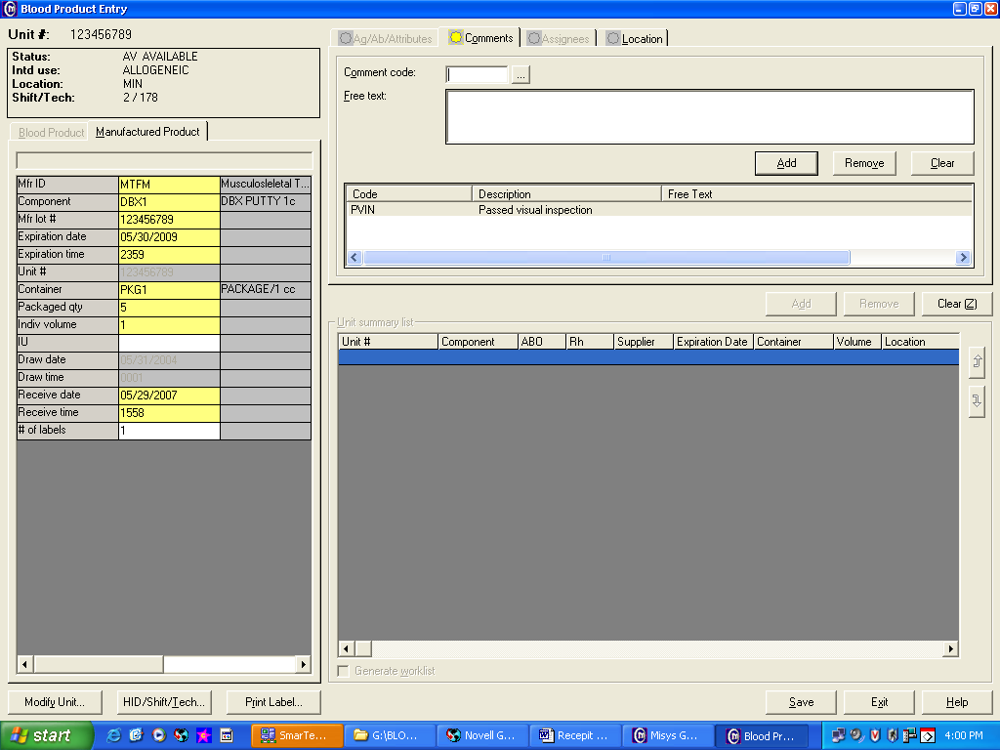 Blood Product Entry
Unit #: 123456789
Status: AV AVAILABLE
Intd use: ALLOGENEIC
Location: MIN
Shift/Tech: 2 / 178
Blood Product Manufactured Product
Mfr ID MTFM Musculosleletal T...
Component DBX1 DBX PUTTY 1c
Mfr lot # 123456789
Expiration date 05/30/2009
Expiration time 2359
Unit # 123456789
Container PKG1 PACKAGE/1 cc
Packaged qty 5
Indiv volume 1
IU
Draw date 05/31/2004
Draw time 0001
Receive date 05/29/2007
Receive time 1558
# of labels 1
Modify Unit... HID/Shift/Tech... Print Label...
Ag/Ab/Attributes Comments Assignees Location
Comment code: ...
Free text:
Add Remove Clear
Code Description Free Text
PVIN Passed visual inspection
Add Remove Clear (Z)
Unit summary list
Unit # Component ABO Rh Supplier Expiration Date Container Volume Location
Generate worklist
Save Exit Help
start SmarTe... G:\BLO... Novell G... Recepit ... Misys G... Blood Pr... 4:00 PM